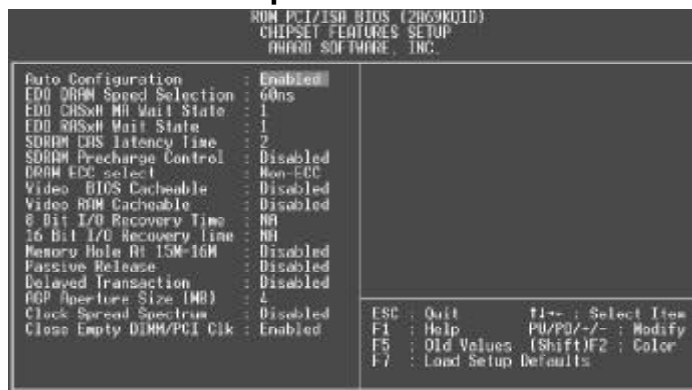 ROM PCI/ISA BIOS (2A69KQ1D)
CHIPSET FEATURES SETUP
AWARD SOFTWARE, INC.
Auto Configuration : Enabled
EDO DRAM Speed Selection : 60ns
EDO CASx# MA Wait State : 1
EDO RASx# Wait State : 1
SDRAM CAS latency Time : 2
SDRAM Precharge Control : Disabled
DRAM ECC select : Non-ECC
Video BIOS Cacheable : Disabled
Video RAM Cacheable : Disabled
8 Bit I/O Recovery Time : NA
16 Bit I/O Recovery Time : NA
Memory Hole At 15M-16M : Disabled
Passive Release : Disabled
Delayed Transaction : Disabled
AGP Aperture Size (MB) : 4
Clock Spread Spectrum : Disabled
Close Empty DIMM/PCI Clk : Enabled
ESC : Quit ↑↓→← : Select Item
F1 : Help PU/PD/+/- : Modify
F5 : Old Values (Shift)F2 : Color
F7 : Load Setup Defaults